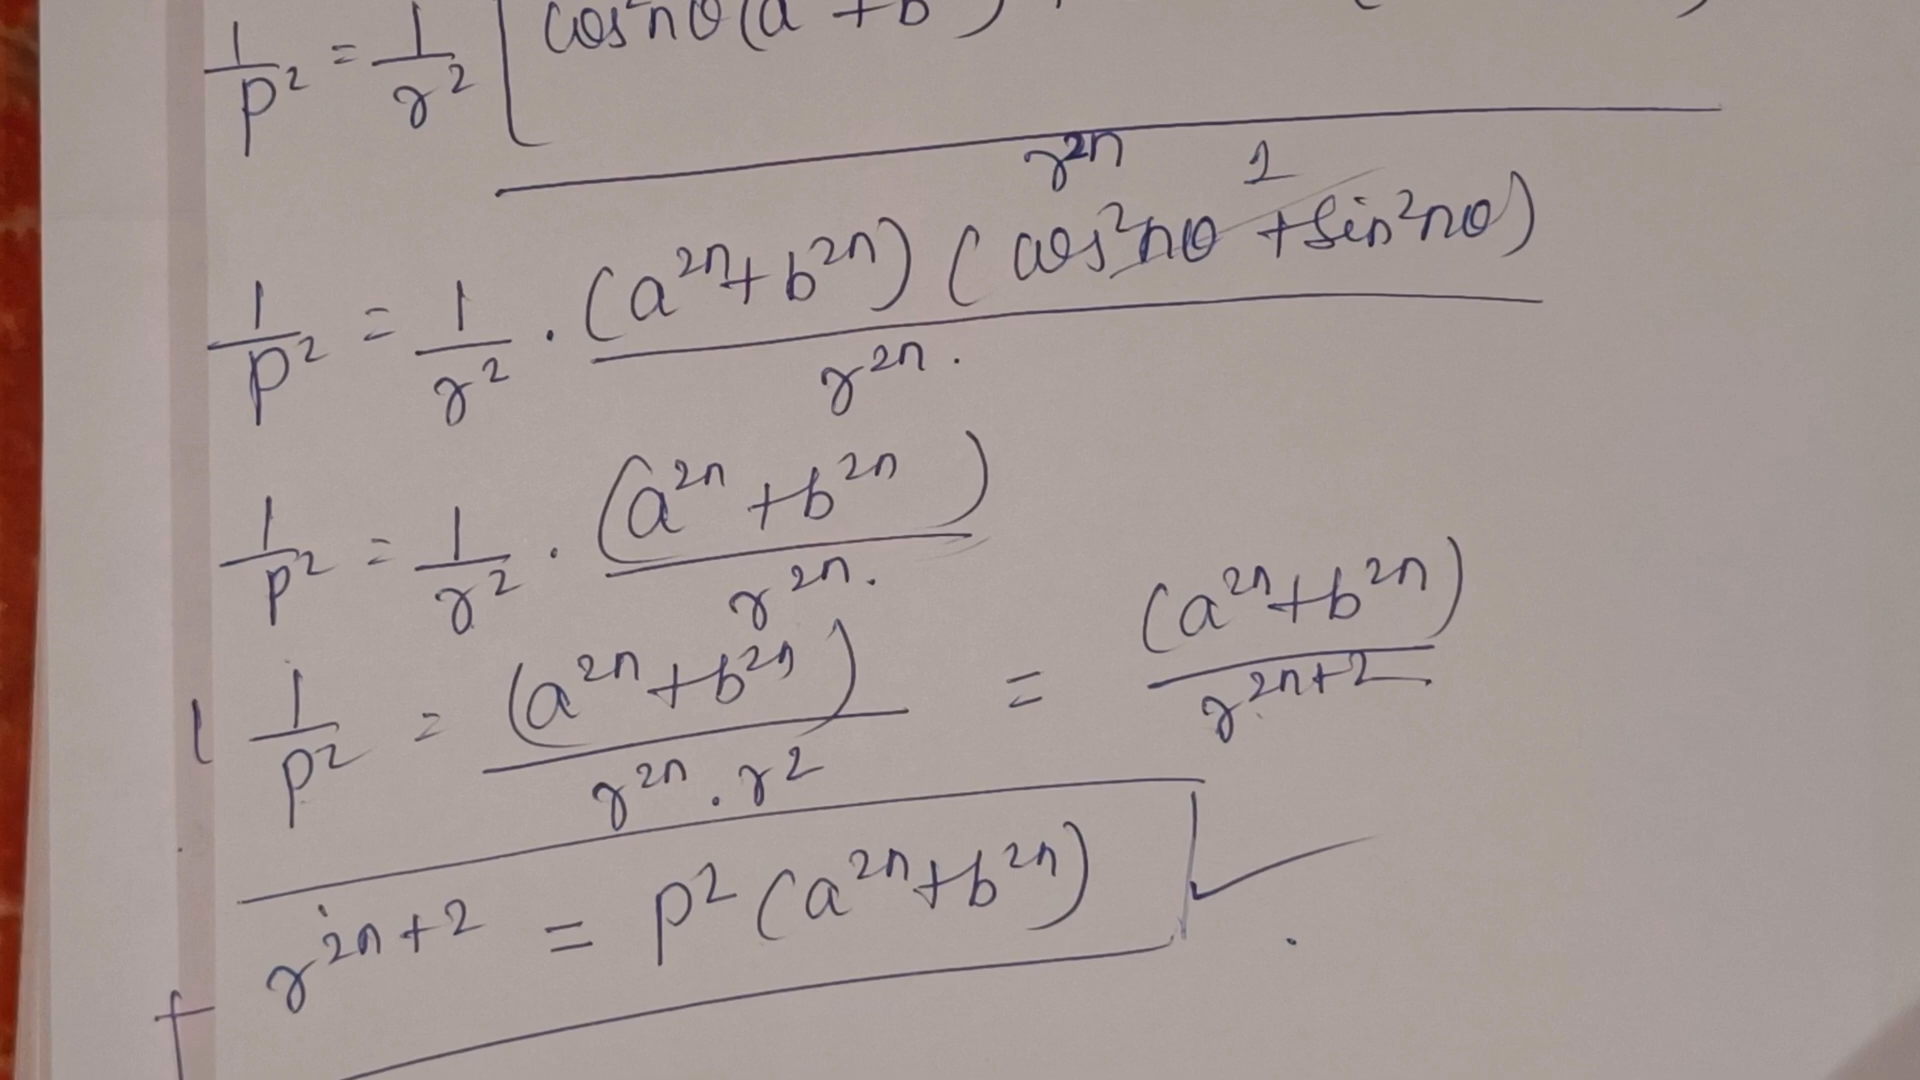 1/p² = 1/r² [cos²nθ(a + b )
r²ⁿ
1
1/p² = 1/r² . (a²ⁿ+b²ⁿ) (cos²nθ +sin²nθ) / r²ⁿ.
1/p² = 1/r² . (a²ⁿ +b²ⁿ) / r²ⁿ.
1/p² = (a²ⁿ+b²ⁿ) / r²ⁿ.r² = (a²ⁿ+b²ⁿ) / r²ⁿ⁺²
r²ⁿ⁺² = p²(a²ⁿ+b²ⁿ)